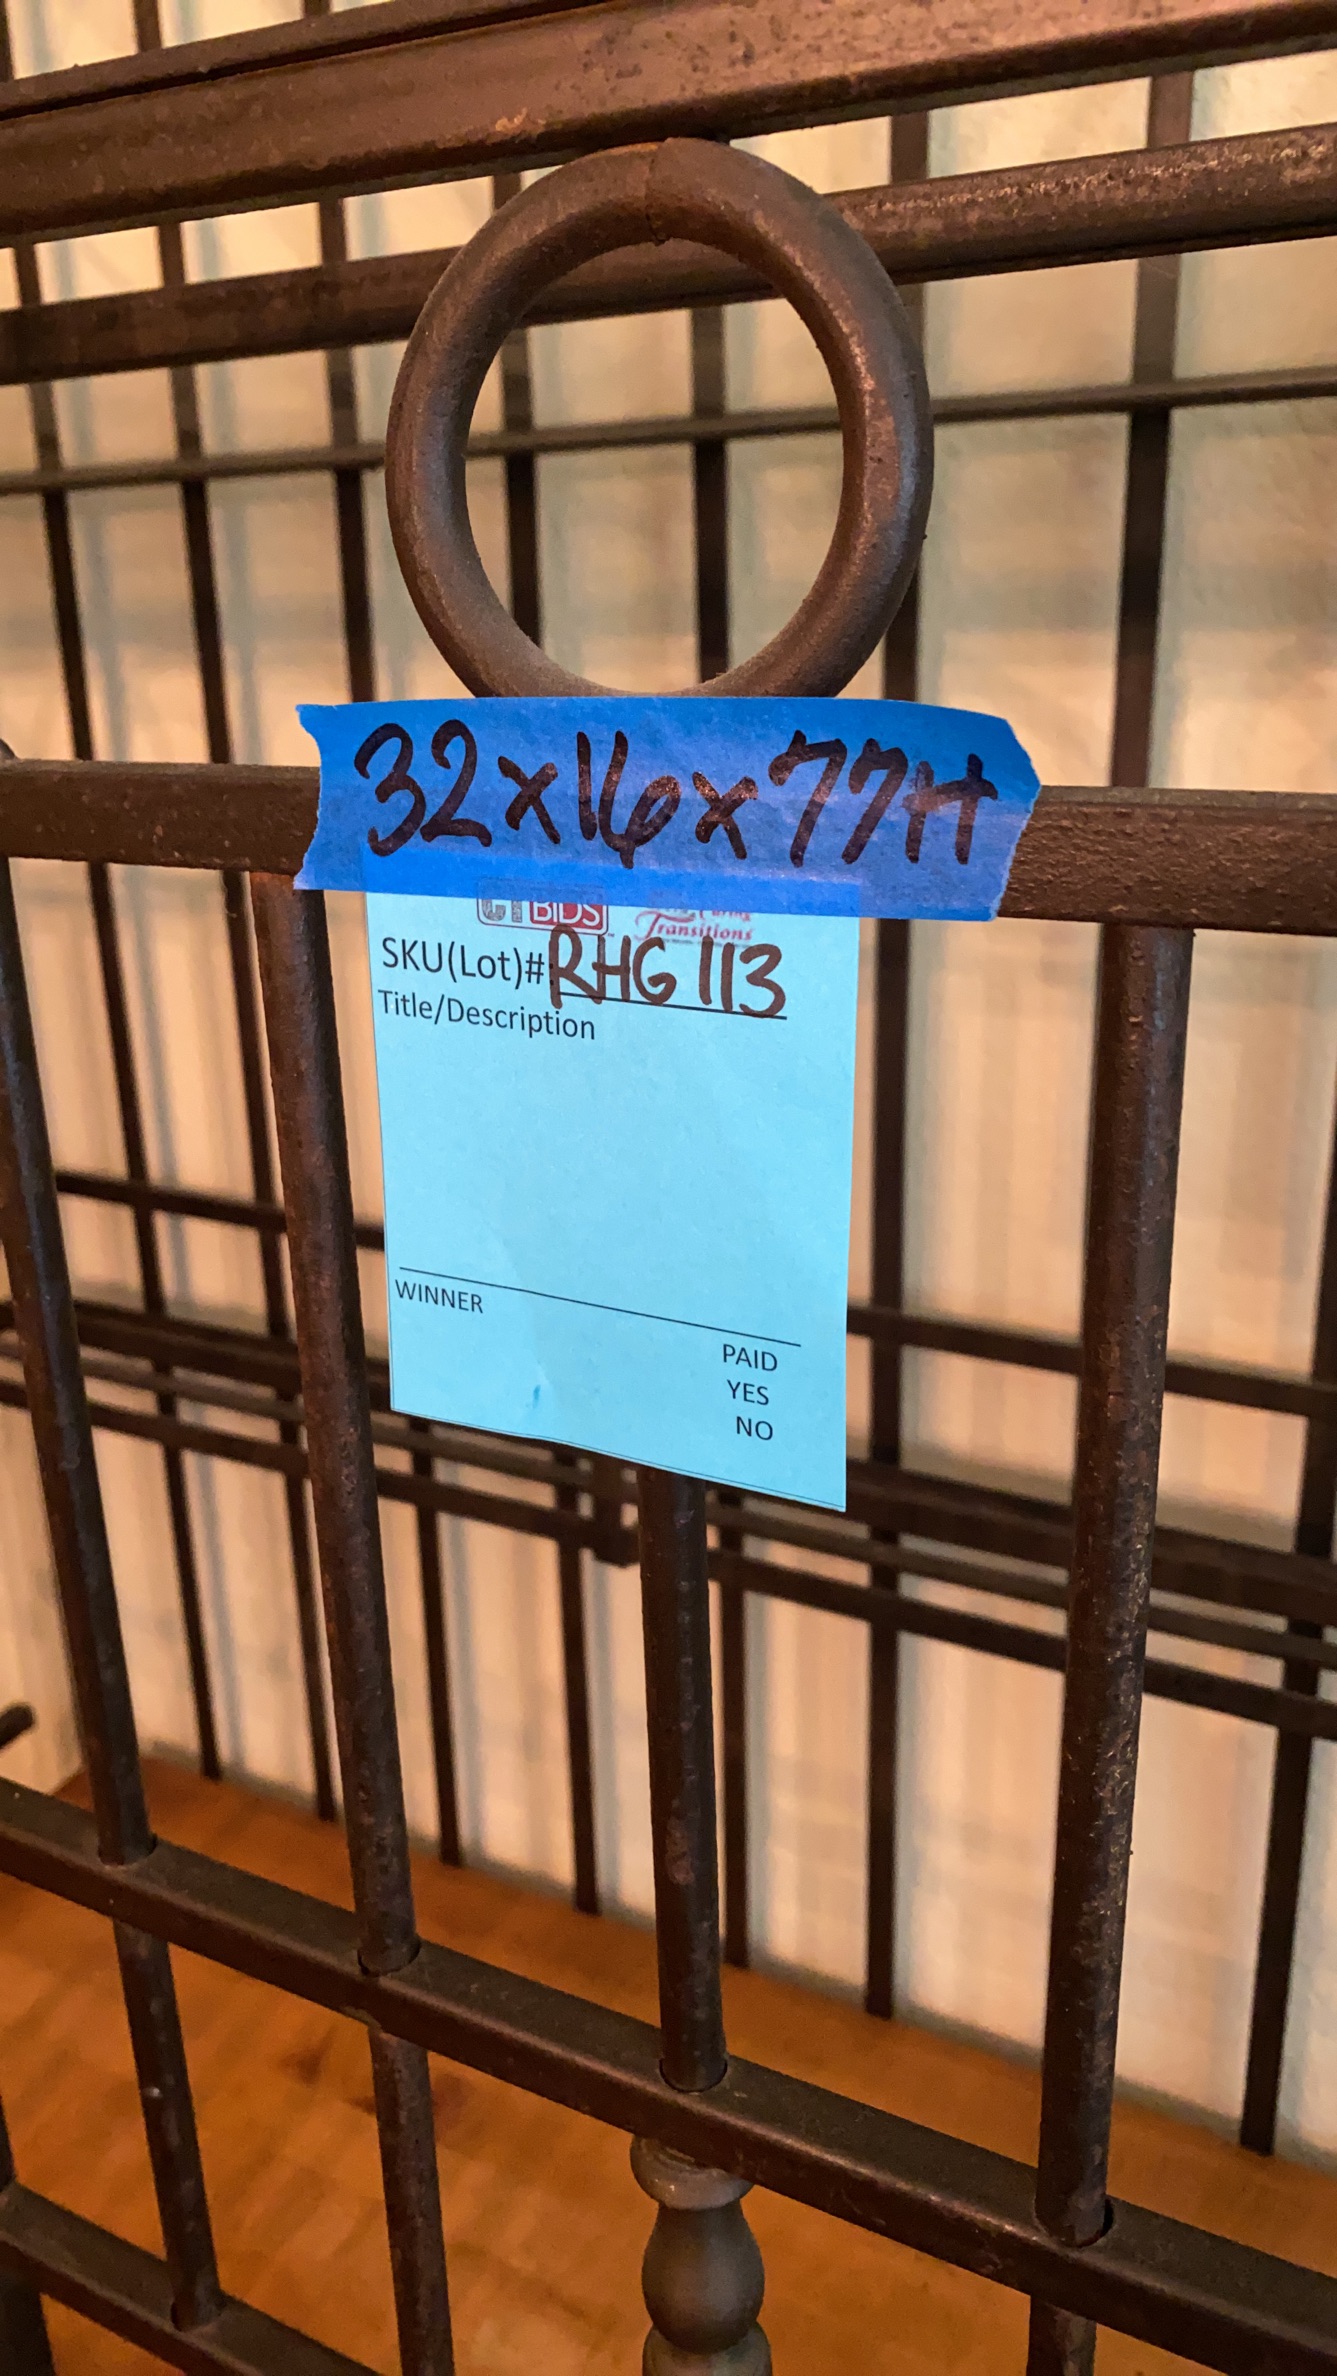 32x16x77H
CTBIDS
Transitions
SKU(Lot)#: RHG 113
Title/Description
WINNER
PAID
YES
NO